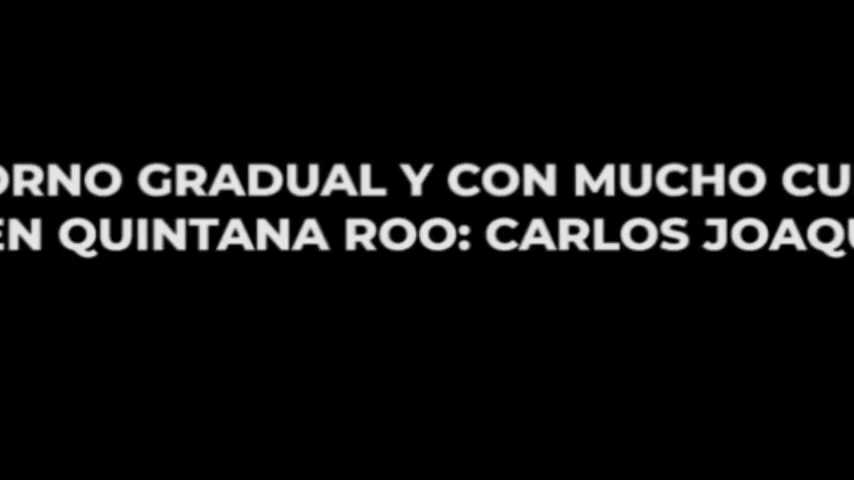 ORNO GRADUAL Y CON MUCHO CU
EN QUINTANA ROO: CARLOS JOAQU